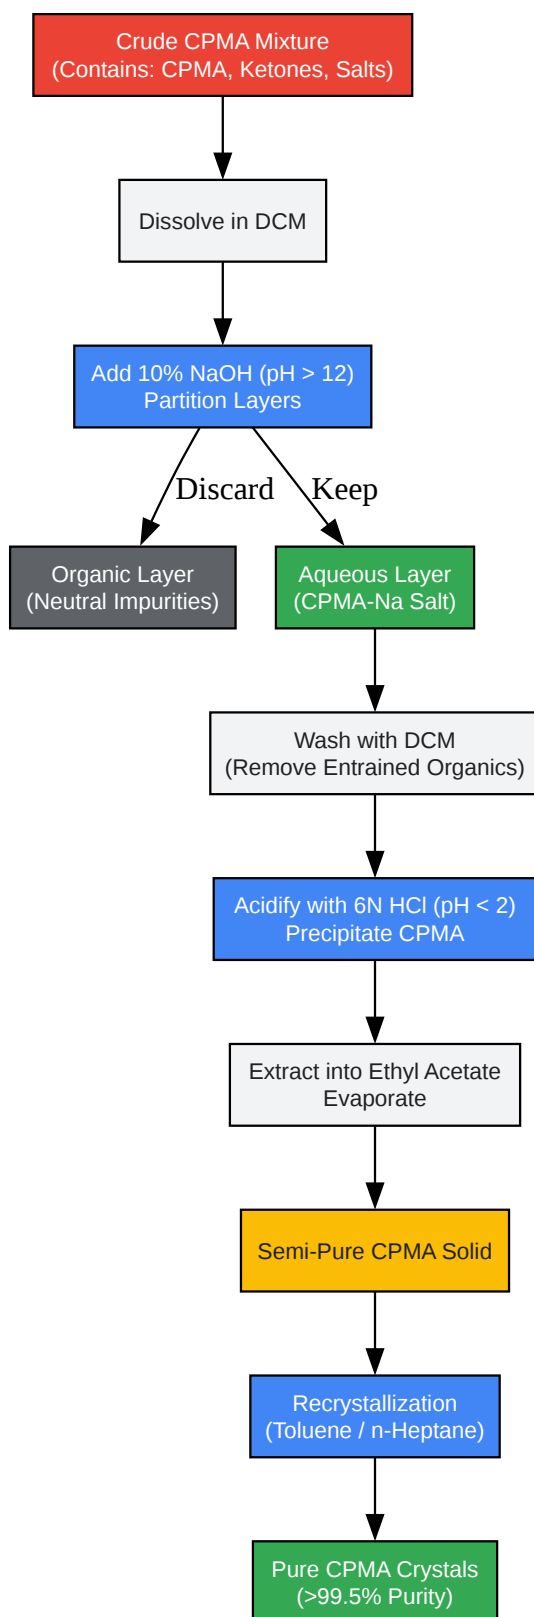 Crude CPMA Mixture
(Contains: CPMA, Ketones, Salts)
Dissolve in DCM
Add 10% NaOH (pH > 12)
Partition Layers
Discard
Keep
Organic Layer
(Neutral Impurities)
Aqueous Layer
(CPMA-Na Salt)
Wash with DCM
(Remove Entrained Organics)
Acidify with 6N HCl (pH < 2)
Precipitate CPMA
Extract into Ethyl Acetate
Evaporate
Semi-Pure CPMA Solid
Recrystallization
(Toluene / n-Heptane)
Pure CPMA Crystals
(>99.5% Purity)